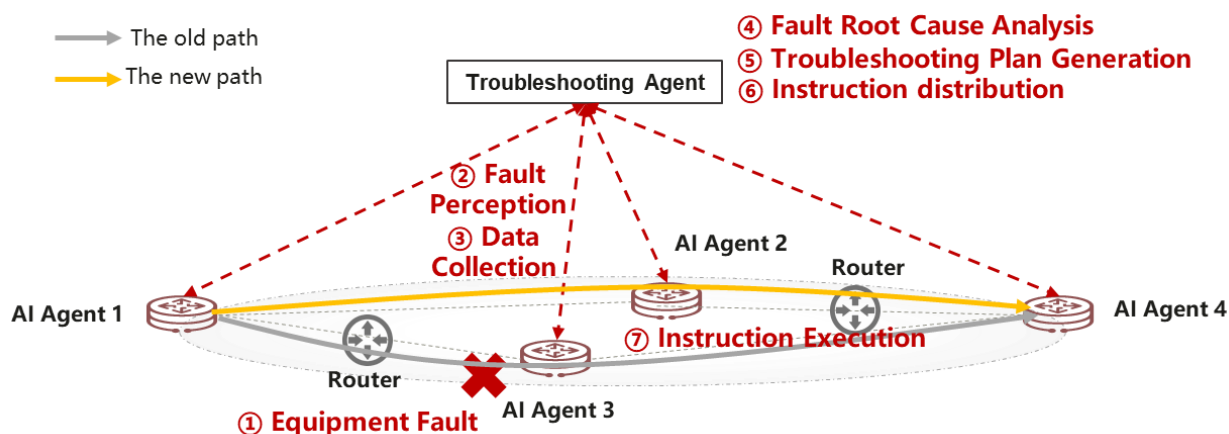 The old path
The new path
④ Fault Root Cause Analysis
⑤ Troubleshooting Plan Generation
⑥ Instruction distribution
Troubleshooting Agent
② Fault
Perception
③ Data
Collection
AI Agent 2
Router
AI Agent 1
AI Agent 4
⑦ Instruction Execution
Router
AI Agent 3
① Equipment Fault